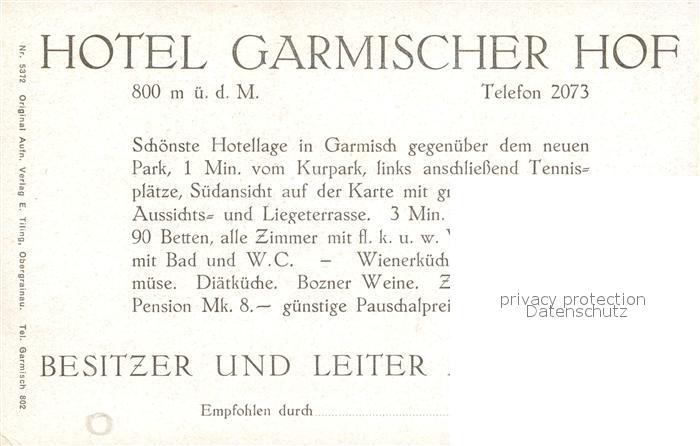 HOTEL GARMISCHER HOF
800 m ü. d. M. Telefon 2073
Schönste Hotellage in Garmisch gegenüber dem neuen
Park, 1 Min. vom Kurpark, links anschließend Tennis=
plätze, Südansicht auf der Karte mit
Aussichts= und Liegeterrasse. 3 Min.
90 Betten, alle Zimmer mit fl. k. u. w.
mit Bad und W.C. – Wienerküch
müse. Diätküche. Bozner Weine.
Pension Mk. 8.— günstige Pauschalprei
BESITZER UND LEITER
Empfohlen durch
Nr. 5372 Original Aufn. Verlag E. Tiling, Obergrainau. Tel. Garmisch 802
privacy protection
Datenschutz